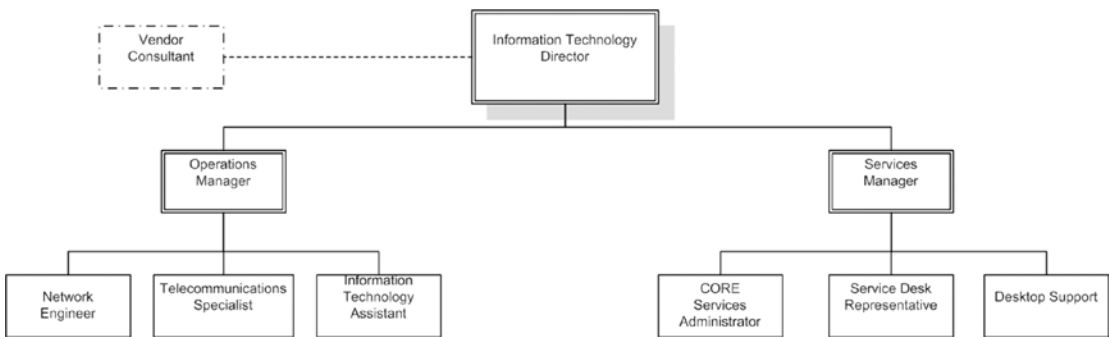 Vendor
Consultant
Information Technology
Director
Operations
Manager
Services
Manager
Network
Engineer
Telecommunications
Specialist
Information
Technology
Assistant
CORE
Services
Administrator
Service Desk
Representative
Desktop Support